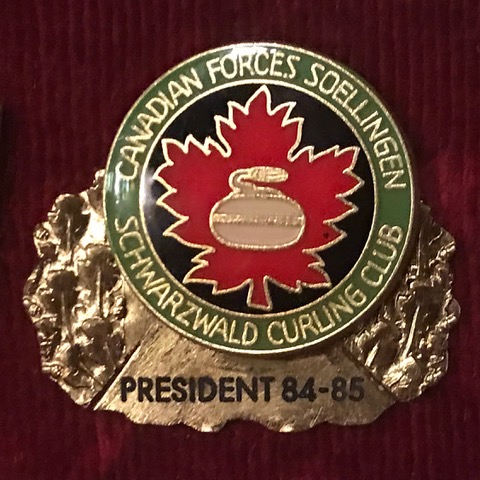 CANADIAN FORCES SOELLINGEN
SCHWARZWALD CURLING CLUB
PRESIDENT 84-85